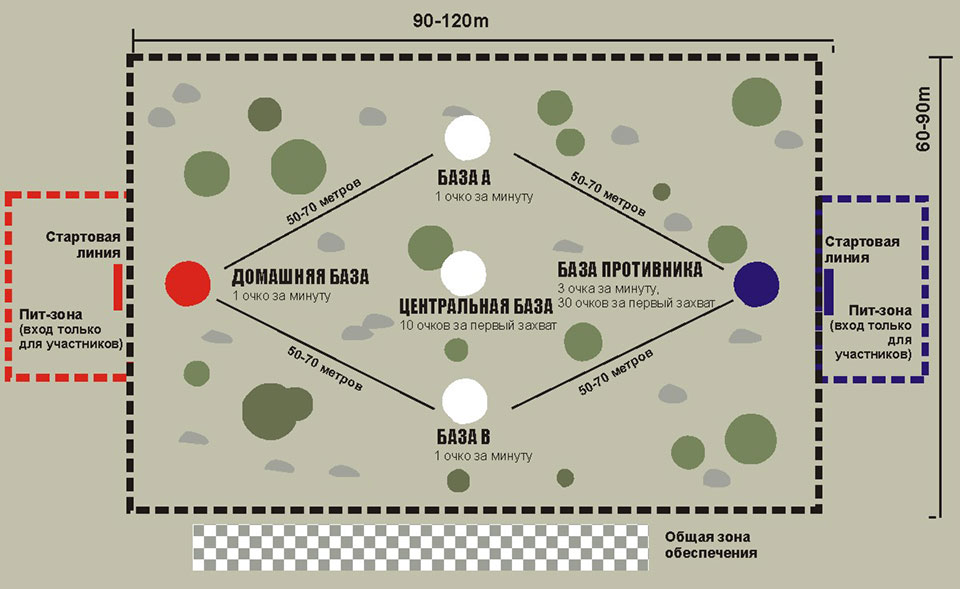 90-120m
60-90m
БАЗА А
1 очко за минуту
50-70 метров
50-70 метров
Стартовая
линия
Пит-зона
(вход только
для участников)
ДОМАШНЯЯ БАЗА
1 очко за минуту
ЦЕНТРАЛЬНАЯ БАЗА
10 очков за первый захват
БАЗА ПРОТИВНИКА
3 очка за минуту,
30 очков за первый захват
Стартовая
линия
Пит-зона
(вход только
для
участников)
50-70 метров
50-70 метров
БАЗА В
1 очко за минуту
Общая зона
обеспечения